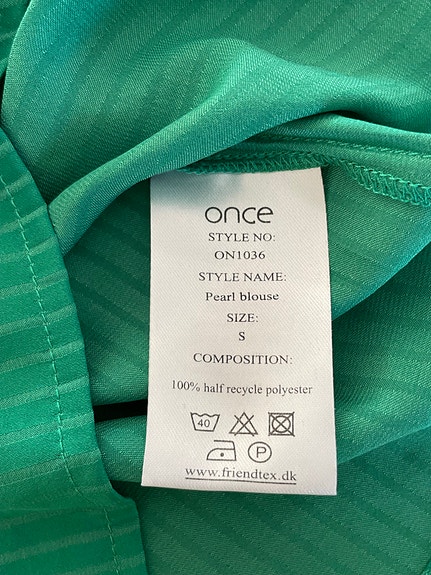 once
STYLE NO:
ON1036
STYLE NAME:
Pearl blouse
SIZE:
S
COMPOSITION:
100% half recycle polyester
40
P
www.friendtex.dk